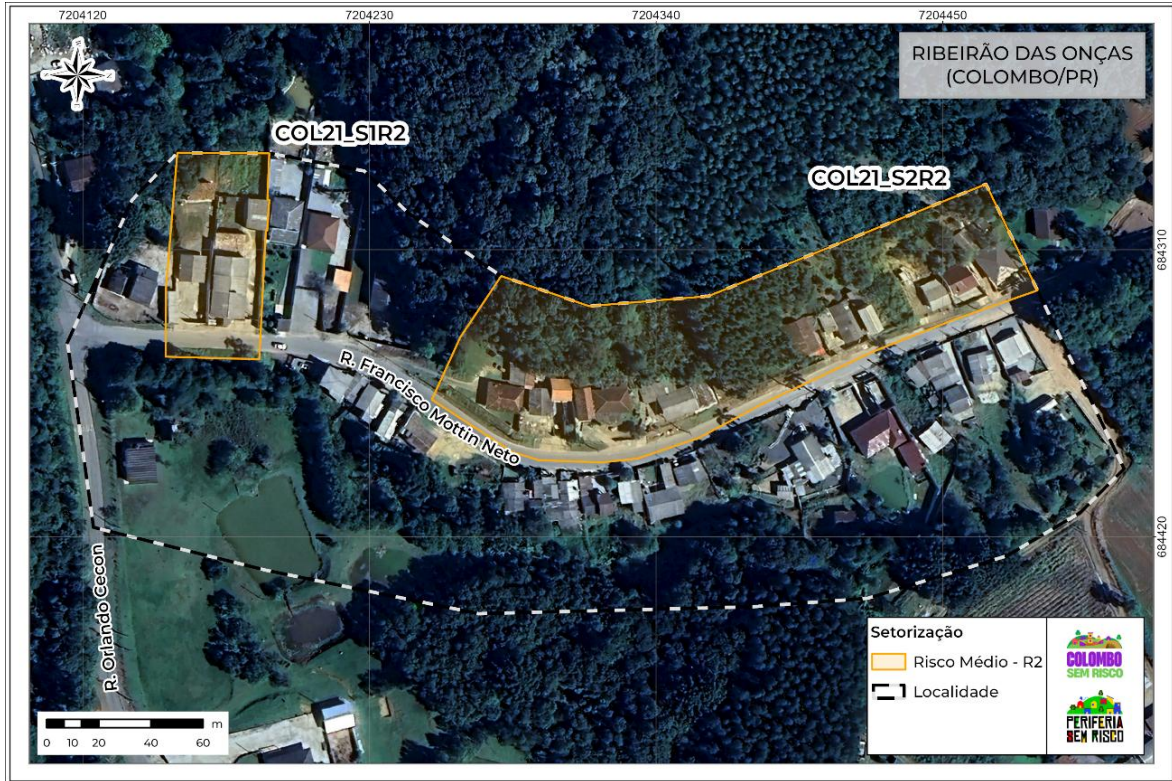 7204120
7204230
7204340
7204450
RIBEIRÃO DAS ONÇAS
(COLOMBO/PR)
COL21_S1R2
COL21_S2R2
684310
R. Francisco Mottin Neto
684420
R. Orlando Cecon
Setorização
Risco Médio - R2
Localidade
COLOMBO
SEM RISCO
PERIFERIA
SEM RISCO
m
0 10 20 40 60